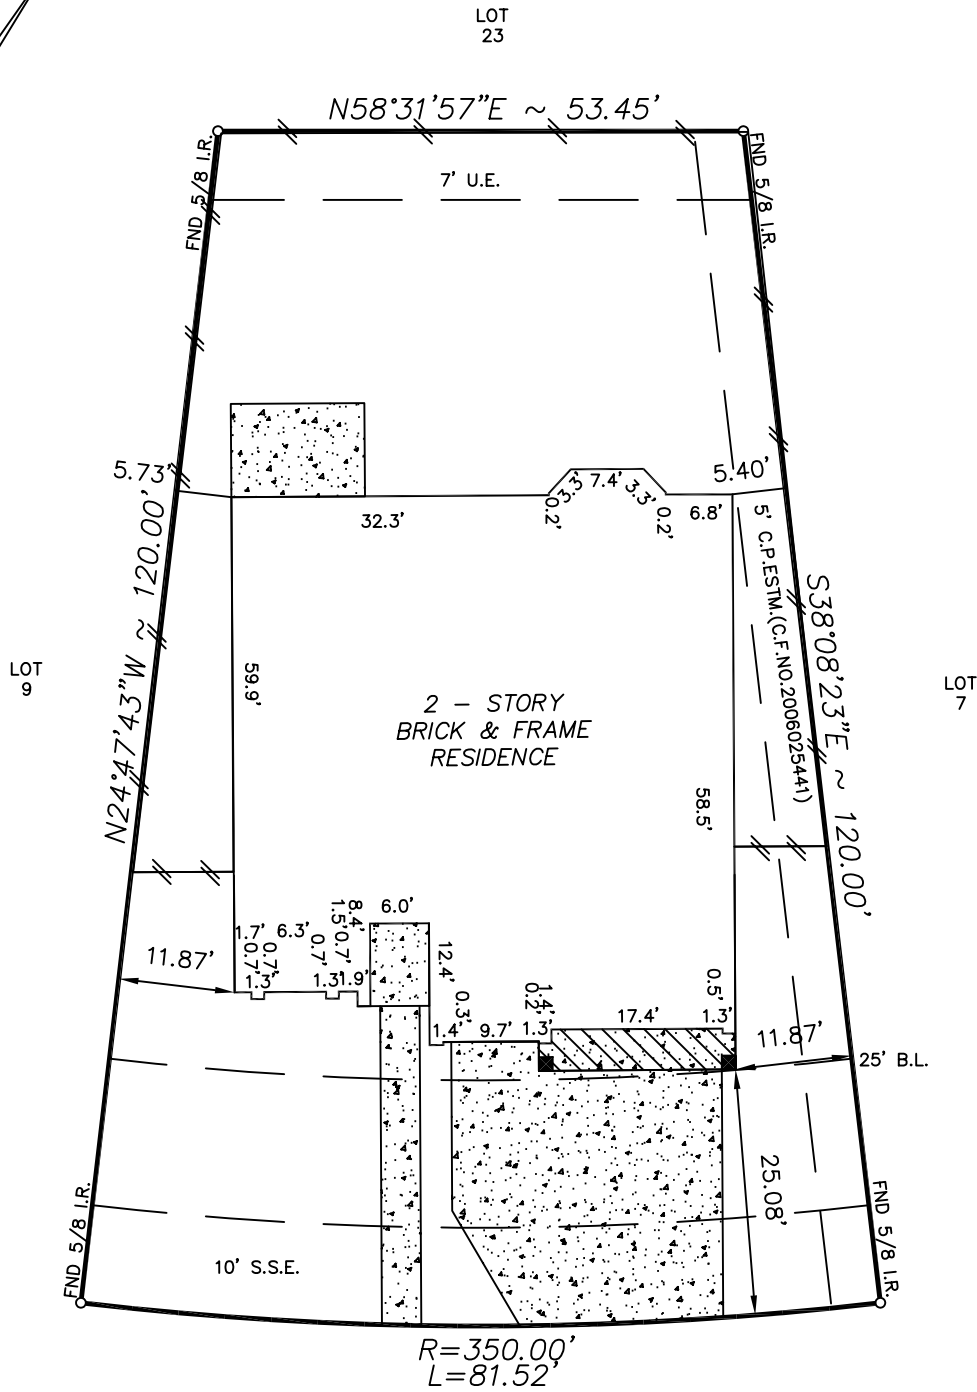 LOT
23
N58°31'57"E ~ 53.45'
FND 5/8 I.R.
FND 5/8 I.R.
7' U.E.
5.73'
5.40'
32.3'
0.2'
3.3'
7.4'
3.3'
0.2'
6.8'
N24°47'43"W ~ 120.00'
S38°08'23"E ~ 120.00'
5' C.P.ESTM.(C.F.NO.2006025441)
LOT
9
LOT
7
59.9'
2 - STORY
BRICK & FRAME
RESIDENCE
58.5'
1.7'
0.7'
0.7'
1.3'
6.3'
0.7'
1.3'
1.5'
0.7'
1.9'
8.4'
6.0'
12.4'
0.3'
1.4'
9.7'
0.2'
1.4'
1.3'
17.4'
0.5'
1.3'
11.87'
11.87'
25' B.L.
25.08'
FND 5/8 I.R.
FND 5/8 I.R.
10' S.S.E.
R=350.00'
L=81.52'